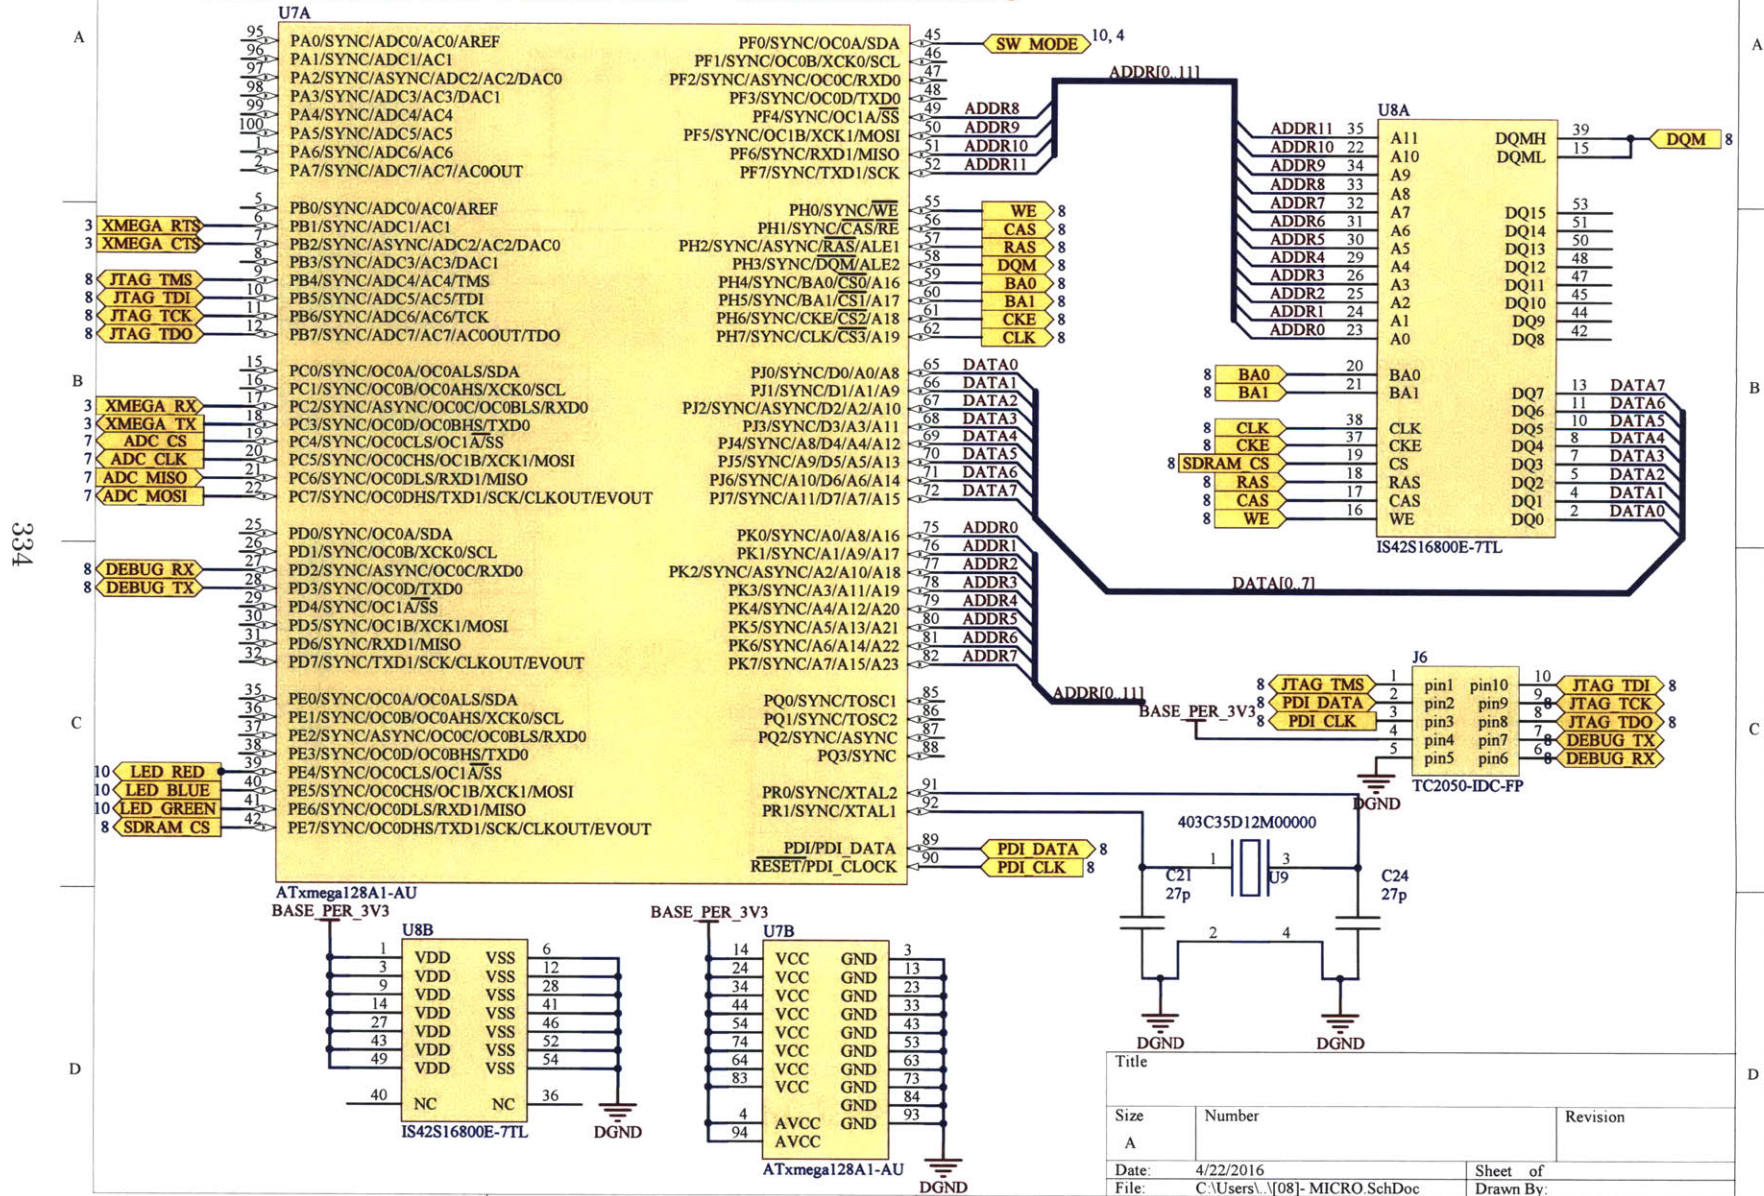 U7A
95 PA0/SYNC/ADC0/AC0/AREF
96 PA1/SYNC/ADC1/AC1
97 PA2/SYNC/ASYNC/ADC2/AC2/DAC0
98 PA3/SYNC/ADC3/AC3/DAC1
99 PA4/SYNC/ADC4/AC4
100 PA5/SYNC/ADC5/AC5
1 PA6/SYNC/ADC6/AC6
2 PA7/SYNC/ADC7/AC7/AC0OUT
5 PB0/SYNC/ADC0/AC0/AREF
3 XMEGA_RTS 6 PB1/SYNC/ADC1/AC1
3 XMEGA_CTS 7 PB2/SYNC/ASYNC/ADC2/AC2/DAC0
8 PB3/SYNC/ADC3/AC3/DAC1
8 JTAG_TMS 9 PB4/SYNC/ADC4/AC4/TMS
8 JTAG_TDI 10 PB5/SYNC/ADC5/AC5/TDI
8 JTAG_TCK 11 PB6/SYNC/ADC6/AC6/TCK
8 JTAG_TDO 12 PB7/SYNC/ADC7/AC7/AC0OUT/TDO
15 PC0/SYNC/OC0A/OC0ALS/SDA
16 PC1/SYNC/OC0B/OC0AHS/XCK0/SCL
3 XMEGA_RX 17 PC2/SYNC/ASYNC/OC0C/OC0BLS/RXD0
3 XMEGA_TX 18 PC3/SYNC/OC0D/OC0BHS/TXD0
7 ADC_CS 19 PC4/SYNC/OC0CLS/OC1A/SS
7 ADC_CLK 20 PC5/SYNC/OC0CHS/OC1B/XCK1/MOSI
7 ADC_MISO 21 PC6/SYNC/OC0DLS/RXD1/MISO
7 ADC_MOSI 22 PC7/SYNC/OC0DHS/TXD1/SCK/CLKOUT/EVOUT
25 PD0/SYNC/OC0A/SDA
26 PD1/SYNC/OC0B/XCK0/SCL
8 DEBUG_RX 27 PD2/SYNC/ASYNC/OC0C/RXD0
8 DEBUG_TX 28 PD3/SYNC/OC0D/TXD0
29 PD4/SYNC/OC1A/SS
30 PD5/SYNC/OC1B/XCK1/MOSI
31 PD6/SYNC/RXD1/MISO
32 PD7/SYNC/TXD1/SCK/CLKOUT/EVOUT
35 PE0/SYNC/OC0A/OC0ALS/SDA
36 PE1/SYNC/OC0B/OC0AHS/XCK0/SCL
37 PE2/SYNC/ASYNC/OC0C/OC0BLS/RXD0
38 PE3/SYNC/OC0D/OC0BHS/TXD0
10 LED_RED 39 PE4/SYNC/OC0CLS/OC1A/SS
10 LED_BLUE 40 PE5/SYNC/OC0CHS/OC1B/XCK1/MOSI
10 LED_GREEN 41 PE6/SYNC/OC0DLS/RXD1/MISO
8 SDRAM_CS 42 PE7/SYNC/OC0DHS/TXD1/SCK/CLKOUT/EVOUT
PF0/SYNC/OC0A/SDA 45 SW_MODE 10, 4
PF1/SYNC/OC0B/XCK0/SCL 46
PF2/SYNC/ASYNC/OC0C/RXD0 47
PF3/SYNC/OC0D/TXD0 48
PF4/SYNC/OC1A/SS 49 ADDR8
PF5/SYNC/OC1B/XCK1/MOSI 50 ADDR9
PF6/SYNC/RXD1/MISO 51 ADDR10
PF7/SYNC/TXD1/SCK 52 ADDR11
PH0/SYNC/WE 55 WE 8
PH1/SYNC/CAS/RE 56 CAS 8
PH2/SYNC/ASYNC/RAS/ALE1 57 RAS 8
PH3/SYNC/DQM/ALE2 58 DQM 8
PH4/SYNC/BA0/CS0/A16 59 BA0 8
PH5/SYNC/BA1/CS1/A17 60 BA1 8
PH6/SYNC/CKE/CS2/A18 61 CKE 8
PH7/SYNC/CLK/CS3/A19 62 CLK 8
PJ0/SYNC/D0/A0/A8 65 DATA0
PJ1/SYNC/D1/A1/A9 66 DATA1
PJ2/SYNC/ASYNC/D2/A2/A10 67 DATA2
PJ3/SYNC/D3/A3/A11 68 DATA3
PJ4/SYNC/A8/D4/A4/A12 69 DATA4
PJ5/SYNC/A9/D5/A5/A13 70 DATA5
PJ6/SYNC/A10/D6/A6/A14 71 DATA6
PJ7/SYNC/A11/D7/A7/A15 72 DATA7
PK0/SYNC/A0/A8/A16 75 ADDR0
PK1/SYNC/A1/A9/A17 76 ADDR1
PK2/SYNC/ASYNC/A2/A10/A18 77 ADDR2
PK3/SYNC/A3/A11/A19 78 ADDR3
PK4/SYNC/A4/A12/A20 79 ADDR4
PK5/SYNC/A5/A13/A21 80 ADDR5
PK6/SYNC/A6/A14/A22 81 ADDR6
PK7/SYNC/A7/A15/A23 82 ADDR7
PQ0/SYNC/TOSC1 85
PQ1/SYNC/TOSC2 86
PQ2/SYNC/ASYNC 87
PQ3/SYNC 88
PR0/SYNC/XTAL2 91
PR1/SYNC/XTAL1 92
PDI/PDI_DATA 89 PDI_DATA 8
RESET/PDI_CLOCK 90 PDI_CLK 8
ATxmega128A1-AU
ADDR[0..11]
ADDR[0..11]
DATA[0..7]
U8A
ADDR11 35 A11
ADDR10 22 A10
ADDR9 34 A9
ADDR8 33 A8
ADDR7 32 A7
ADDR6 31 A6
ADDR5 30 A5
ADDR4 29 A4
ADDR3 26 A3
ADDR2 25 A2
ADDR1 24 A1
ADDR0 23 A0
8 BA0 20 BA0
8 BA1 21 BA1
8 CLK 38 CLK
8 CKE 37 CKE
8 SDRAM_CS 19 CS
8 RAS 18 RAS
8 CAS 17 CAS
8 WE 16 WE
DQMH 39 DQM 8
DQML 15
DQ15 53
DQ14 51
DQ13 50
DQ12 48
DQ11 47
DQ10 45
DQ9 44
DQ8 42
DQ7 13 DATA7
DQ6 11 DATA6
DQ5 10 DATA5
DQ4 8 DATA4
DQ3 7 DATA3
DQ2 5 DATA2
DQ1 4 DATA1
DQ0 2 DATA0
IS42S16800E-7TL
J6
8 JTAG_TMS 1 pin1 pin10 10 JTAG_TDI 8
8 PDI_DATA 2 pin2 pin9 9 JTAG_TCK 8
8 PDI_CLK 3 pin3 pin8 8 JTAG_TDO 8
BASE_PER_3V3 4 pin4 pin7 7 DEBUG_TX 8
5 pin5 pin6 6 DEBUG_RX 8
DGND
TC2050-IDC-FP
403C35D12M00000
1 3
U9
2 4
C21
27p
C24
27p
DGND
DGND
BASE_PER_3V3
U8B
1 VDD VSS 6
3 VDD VSS 12
9 VDD VSS 28
14 VDD VSS 41
27 VDD VSS 46
43 VDD VSS 52
49 VDD VSS 54
40 NC NC 36
IS42S16800E-7TL
DGND
BASE_PER_3V3
U7B
14 VCC GND 3
24 VCC GND 13
34 VCC GND 23
44 VCC GND 33
54 VCC GND 43
74 VCC GND 53
64 VCC GND 63
83 VCC GND 73
GND 84
4 AVCC GND 93
94 AVCC
ATxmega128A1-AU
DGND
Title
Size Number Revision
A
Date: 4/22/2016 Sheet of
File: C:\Users\..\[08]- MICRO.SchDoc Drawn By:
A
B
C
D
A
B
C
D
334